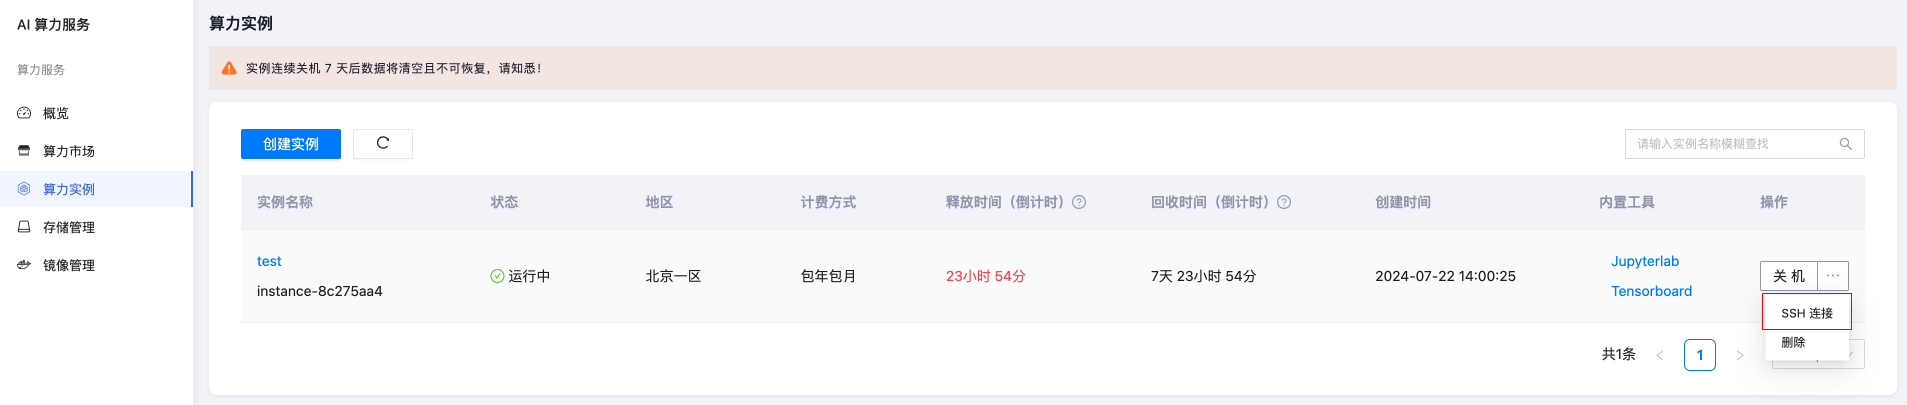 AI 算力服务
算力服务
概览
算力市场
算力实例
存储管理
镜像管理
算力实例
实例连续关机 7 天后数据将清空且不可恢复，请知悉！
创建实例
请输入实例名称模糊查找
实例名称 状态 地区 计费方式 释放时间（倒计时） 回收时间（倒计时） 创建时间 内置工具 操作
test
instance-8c275aa4
运行中 北京一区 包年包月 23小时 54分 7天 23小时 54分 2024-07-22 14:00:25
Jupyterlab
Tensorboard
关 机 ···
SSH 连接
删除
共1条 < 1 >